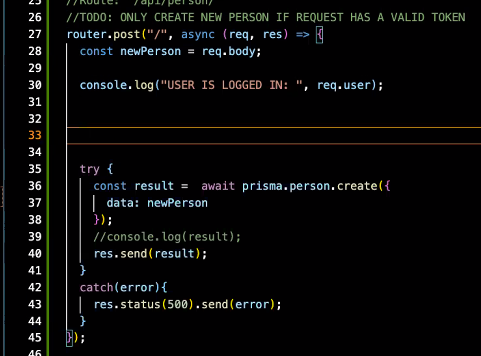 25 //Route: "/api/person/"
26 //TODO: ONLY CREATE NEW PERSON IF REQUEST HAS A VALID TOKEN
27 router.post("/", async (req, res) => {
28 const newPerson = req.body;
29
30 console.log("USER IS LOGGED IN: ", req.user);
31
32
33
34
35 try {
36 const result =  await prisma.person.create({
37 data: newPerson
38 });
39 //console.log(result);
40 res.send(result);
41 }
42 catch(error){
43 res.status(500).send(error);
44 }
45 });
46